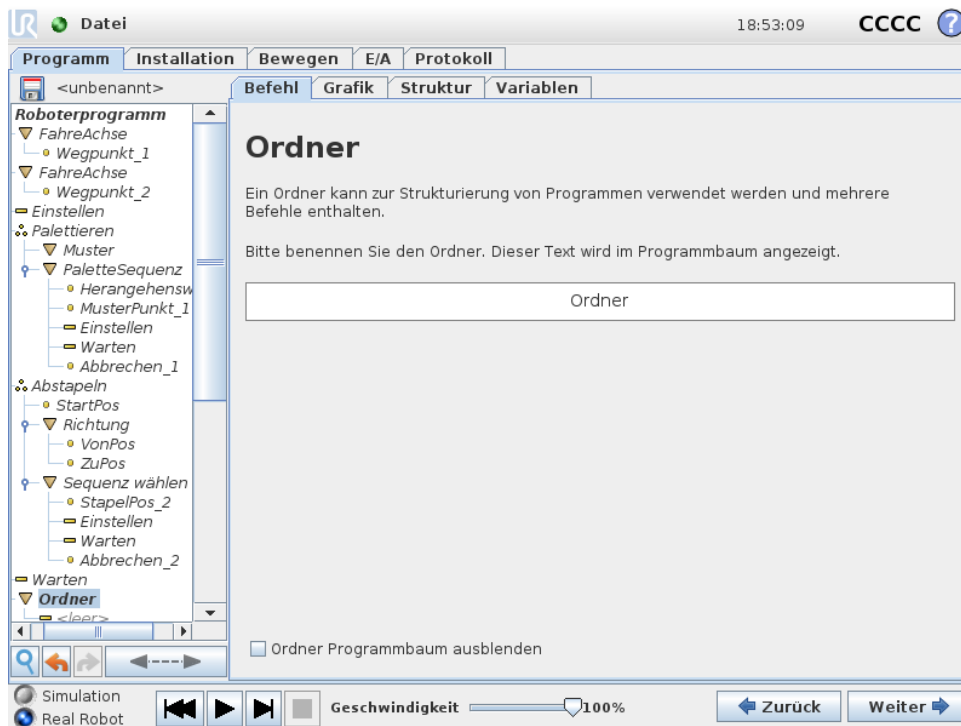 UR Datei 18:53:09 CCCC ?
Programm Installation Bewegen E/A Protokoll
<unbenannt>
Befehl Grafik Struktur Variablen
Roboterprogramm
FahreAchse
Wegpunkt_1
FahreAchse
Wegpunkt_2
Einstellen
Palettieren
Muster
PaletteSequenz
Herangehensw
MusterPunkt_1
Einstellen
Warten
Abbrechen_1
Abstapeln
StartPos
Richtung
VonPos
ZuPos
Sequenz wählen
StapelPos_2
Einstellen
Warten
Abbrechen_2
Warten
Ordner
<leer>
Ordner
Ein Ordner kann zur Strukturierung von Programmen verwendet werden und mehrere
Befehle enthalten.
Bitte benennen Sie den Ordner. Dieser Text wird im Programmbaum angezeigt.
Ordner
Ordner Programmbaum ausblenden
Simulation
Real Robot
Geschwindigkeit 100%
Zurück Weiter